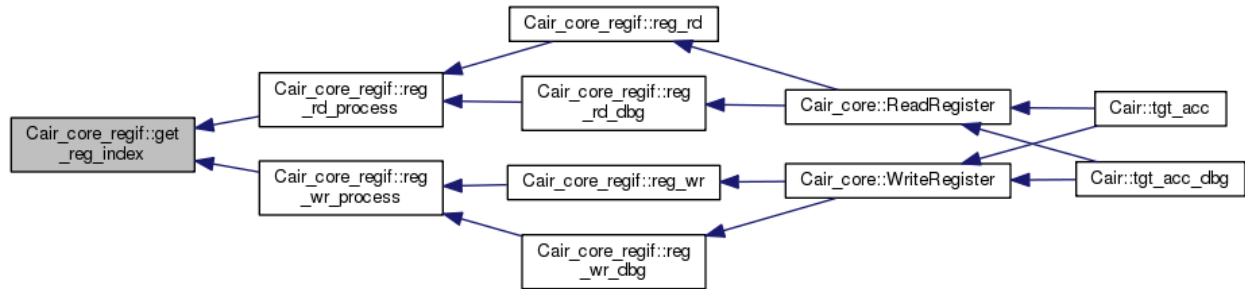 Cair_core_regif::get
_reg_index
Cair_core_regif::reg
_rd_process
Cair_core_regif::reg
_wr_process
Cair_core_regif::reg_rd
Cair_core_regif::reg
_rd_dbg
Cair_core_regif::reg_wr
Cair_core_regif::reg
_wr_dbg
Cair_core::ReadRegister
Cair_core::WriteRegister
Cair::tgt_acc
Cair::tgt_acc_dbg